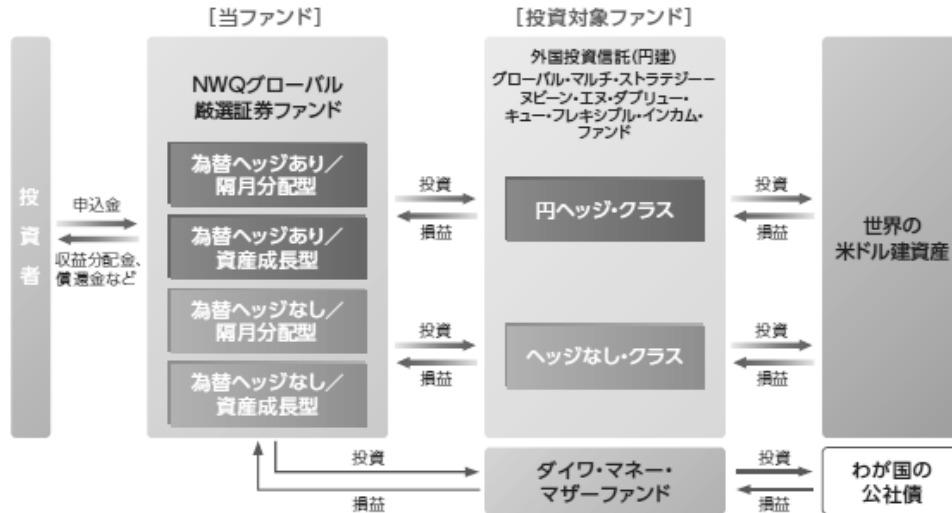 [当ファンド]
[投資対象ファンド]
投資者
申込金
収益分配金、
償還金など
NWQグローバル
厳選証券ファンド
為替ヘッジあり／
隔月分配型
為替ヘッジあり／
資産成長型
為替ヘッジなし／
隔月分配型
為替ヘッジなし／
資産成長型
投資
損益
投資
損益
外国投資信託(円建)
グローバル・マルチ・ストラテジー－
ヌビーン・エヌ・ダブリュー・
キュー・フレキシブル・インカム・
ファンド
円ヘッジ・クラス
ヘッジなし・クラス
投資
損益
投資
損益
世界の
米ドル建資産
投資
損益
ダイワ・マネー・
マザーファンド
投資
損益
わが国の
公社債